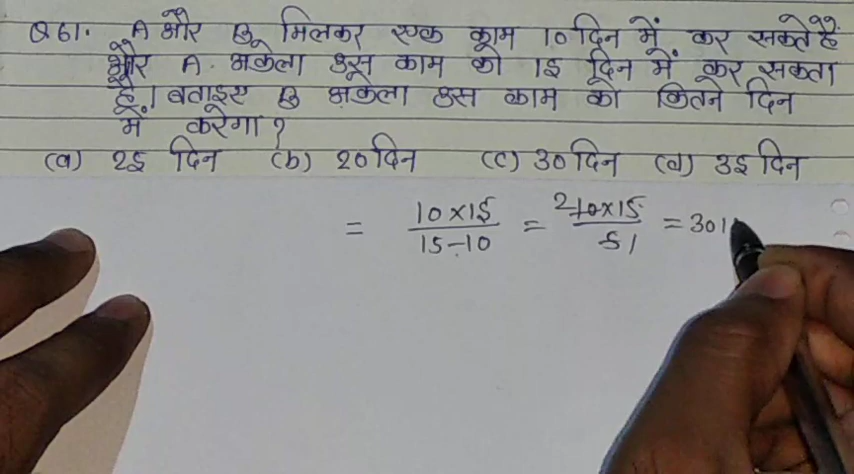 Q61. A और B मिलकर एक काम 10 दिन में कर सकते हैं
और A अकेला उस काम को 15 दिन में कर सकता
है। बताइए B अकेला उस काम को कितने दिन
में करेगा?
(a) 25 दिन (b) 20 दिन (c) 30 दिन (d) 35 दिन
= 10×15 / 15-10 = 2 10×15 / 5 1 = 30